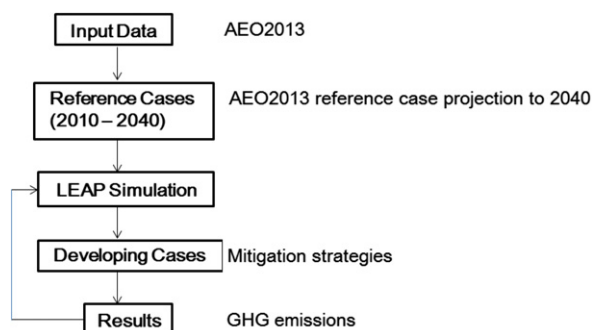 Input Data AEO2013
Reference Cases AEO2013 reference case projection to 2040
(2010 – 2040)
LEAP Simulation
Developing Cases Mitigation strategies
Results GHG emissions